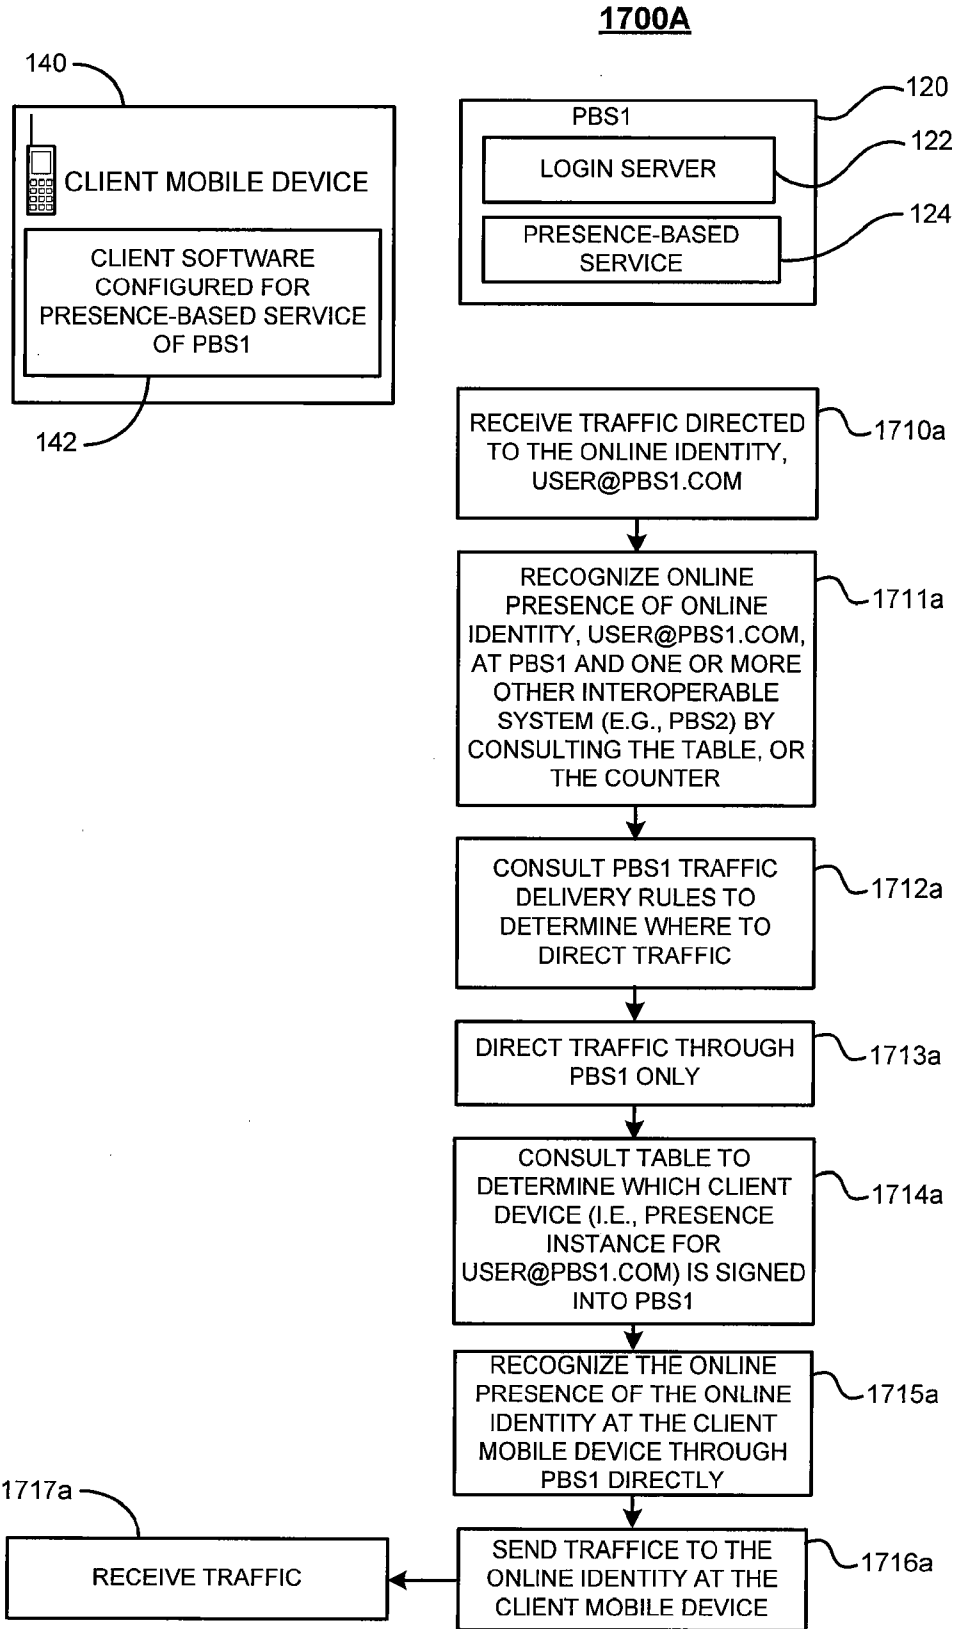 1700A
140
CLIENT MOBILE DEVICE
CLIENT SOFTWARE
CONFIGURED FOR
PRESENCE-BASED SERVICE
OF PBS1
142
PBS1
120
LOGIN SERVER
122
PRESENCE-BASED
SERVICE
124
RECEIVE TRAFFIC DIRECTED
TO THE ONLINE IDENTITY,
USER@PBS1.COM
1710a
RECOGNIZE ONLINE
PRESENCE OF ONLINE
IDENTITY, USER@PBS1.COM,
AT PBS1 AND ONE OR MORE
OTHER INTEROPERABLE
SYSTEM (E.G., PBS2) BY
CONSULTING THE TABLE, OR
THE COUNTER
1711a
CONSULT PBS1 TRAFFIC
DELIVERY RULES TO
DETERMINE WHERE TO
DIRECT TRAFFIC
1712a
DIRECT TRAFFIC THROUGH
PBS1 ONLY
1713a
CONSULT TABLE TO
DETERMINE WHICH CLIENT
DEVICE (I.E., PRESENCE
INSTANCE FOR
USER@PBS1.COM) IS SIGNED
INTO PBS1
1714a
RECOGNIZE THE ONLINE
PRESENCE OF THE ONLINE
IDENTITY AT THE CLIENT
MOBILE DEVICE THROUGH
PBS1 DIRECTLY
1715a
SEND TRAFFICE TO THE
ONLINE IDENTITY AT THE
CLIENT MOBILE DEVICE
1716a
1717a
RECEIVE TRAFFIC